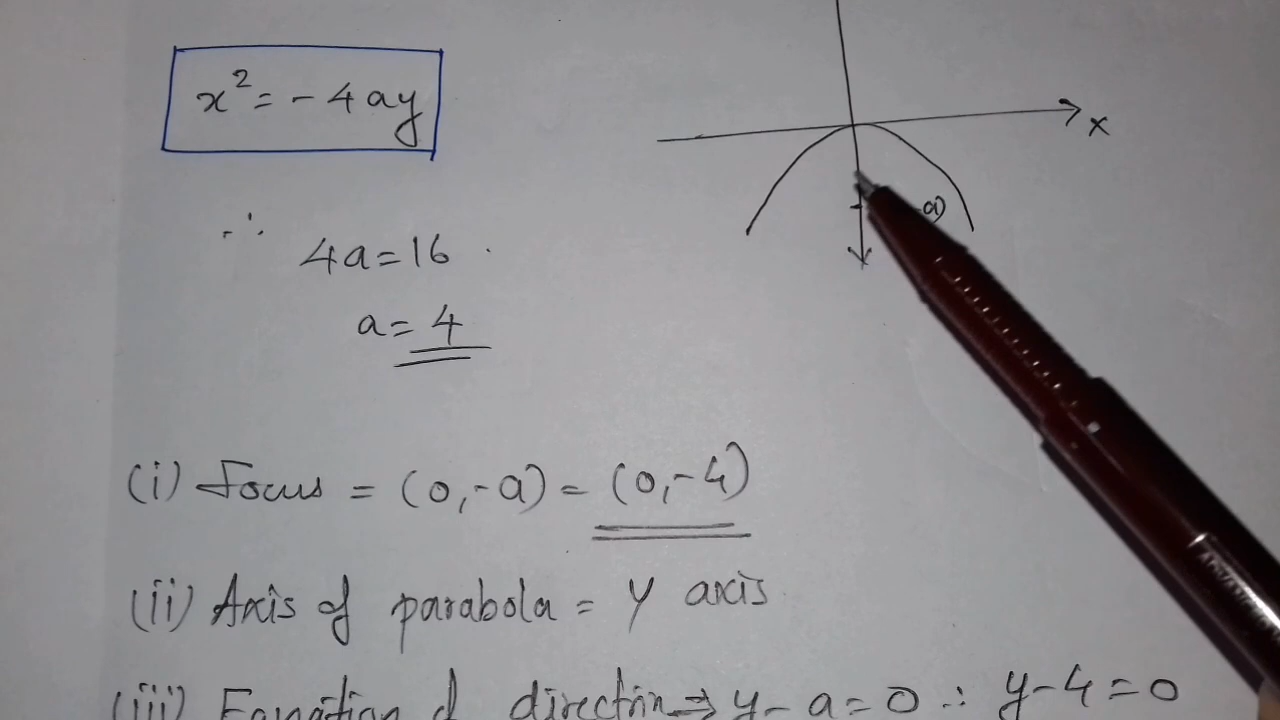 x² = - 4ay
x
∴ 4a = 16
a)
a = 4
(i) Focus = (0, -a) = (0, -4)
(ii) Axis of parabola = y axis
(iii) Equation of directrix ⇒ y - a = 0 ∴ y - 4 = 0